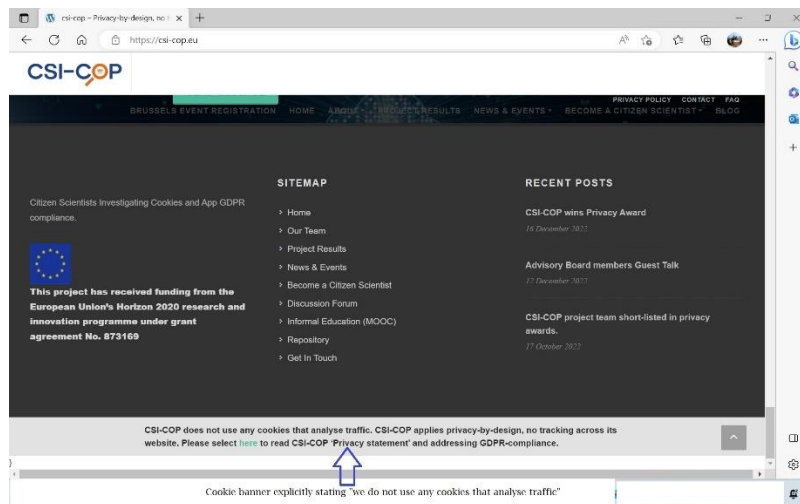 csi-cop – Privacy-by-design, no
https://csi-cop.eu
CSI-COP
PRIVACY POLICY CONTACT FAQ
BRUSSELS EVENT REGISTRATION HOME ABOUT PROJECT RESULTS NEWS & EVENTS BECOME A CITIZEN SCIENTIST BLOG
Citizen Scientists Investigating Cookies and App GDPR
compliance.
This project has received funding from the
European Union's Horizon 2020 research and
innovation programme under grant
agreement No. 873169
SITEMAP
Home
Our Team
Project Results
News & Events
Become a Citizen Scientist
Discussion Forum
Informal Education (MOOC)
Repository
Get In Touch
RECENT POSTS
CSI-COP wins Privacy Award
16 December 2022
Advisory Board members Guest Talk
12 December 2022
CSI-COP project team short-listed in privacy
awards.
17 October 2022
CSI-COP does not use any cookies that analyse traffic. CSI-COP applies privacy-by-design, no tracking across its
website. Please select here to read CSI-COP 'Privacy statement' and addressing GDPR-compliance.
Cookie banner explicitly stating "we do not use any cookies that analyse traffic"